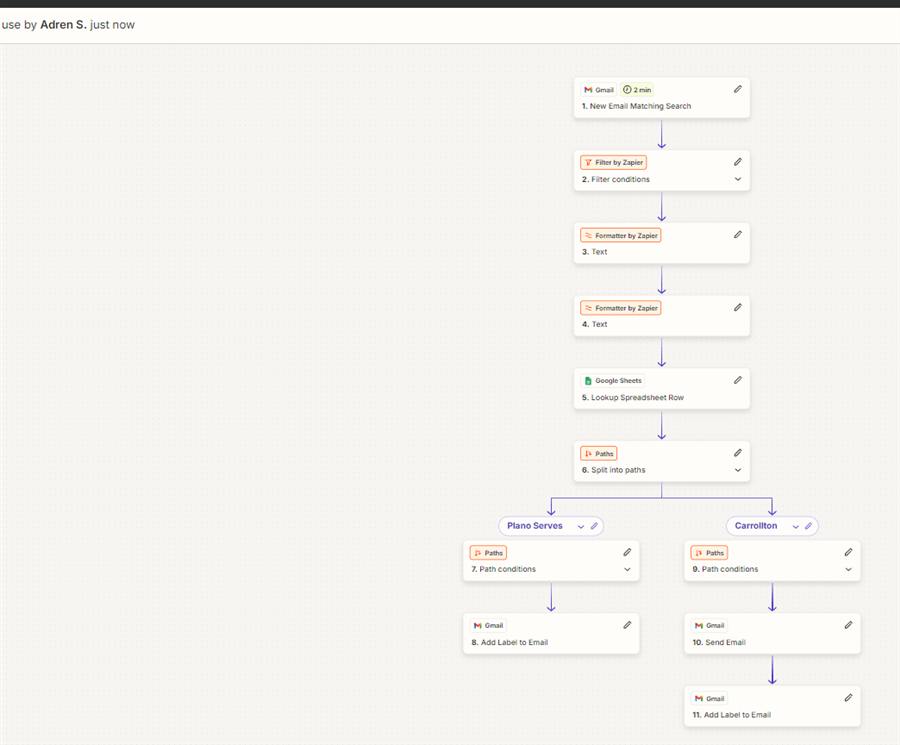 use by Adren S. just now
Gmail 2 min
1. New Email Matching Search
Filter by Zapier
2. Filter conditions
Formatter by Zapier
3. Text
Formatter by Zapier
4. Text
Google Sheets
5. Lookup Spreadsheet Row
Paths
6. Split into paths
Plano Serves
Paths
7. Path conditions
Gmail
8. Add Label to Email
Carrollton
Paths
9. Path conditions
Gmail
10. Send Email
Gmail
11. Add Label to Email